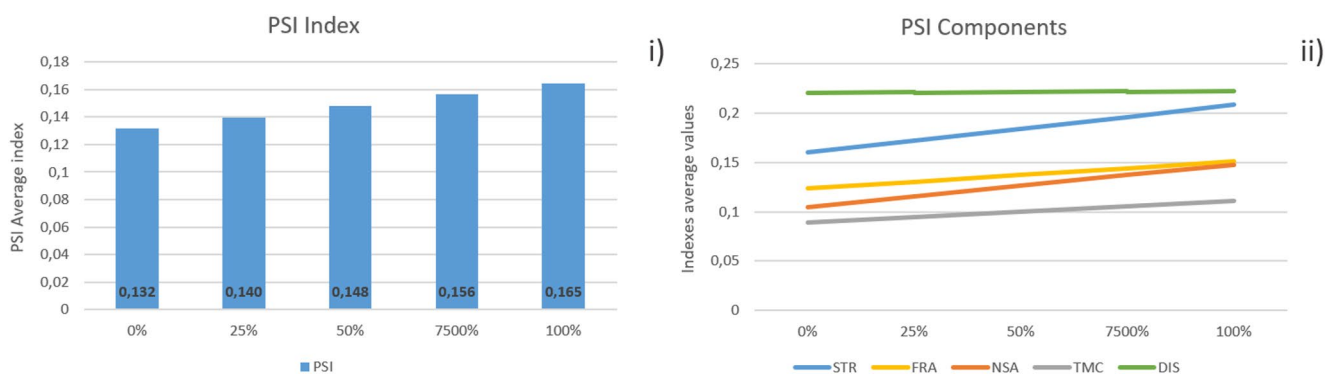 PSI Index
i)
PSI Average index
0,18
0,16
0,14
0,12
0,1
0,08
0,06
0,04
0,02
0
0,132 0,140 0,148 0,156 0,165
0% 25% 50% 7500% 100%
PSI
PSI Components
ii)
Indexes average values
0,25
0,2
0,15
0,1
0,05
0
0% 25% 50% 7500% 100%
STR FRA NSA TMC DIS